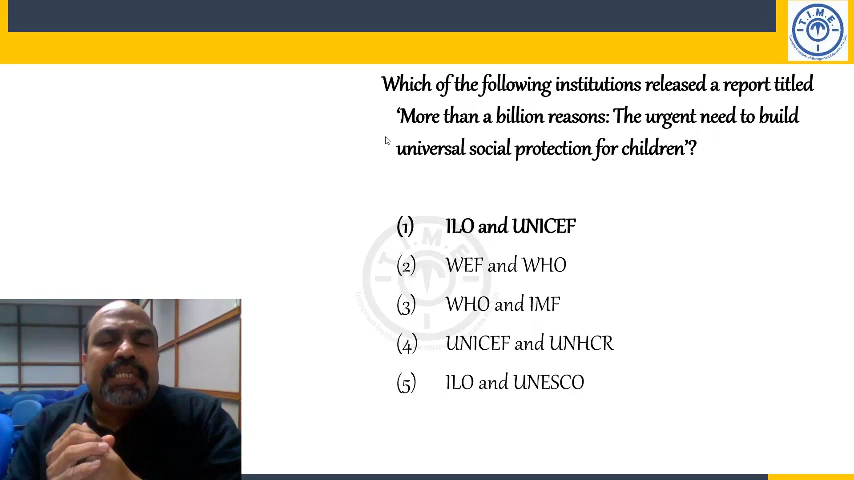 T.I.M.E.
Which of the following institutions released a report titled
‘More than a billion reasons: The urgent need to build
universal social protection for children’?
(1) ILO and UNICEF
(2) WEF and WHO
(3) WHO and IMF
(4) UNICEF and UNHCR
(5) ILO and UNESCO